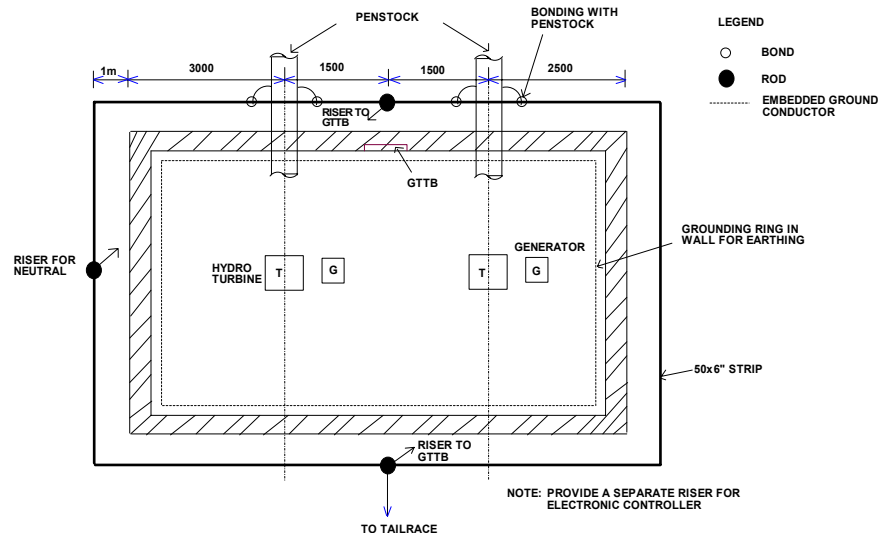 PENSTOCK
BONDING WITH
PENSTOCK
LEGEND
BOND
ROD
EMBEDDED GROUND
CONDUCTOR
1m
3000
1500
1500
2500
RISER TO
GTTB
GTTB
GROUNDING RING IN
WALL FOR EARTHING
RISER FOR
NEUTRAL
HYDRO
TURBINE
T
G
GENERATOR
T
G
50x6" STRIP
RISER TO
GTTB
NOTE: PROVIDE A SEPARATE RISER FOR
ELECTRONIC CONTROLLER
TO TAILRACE